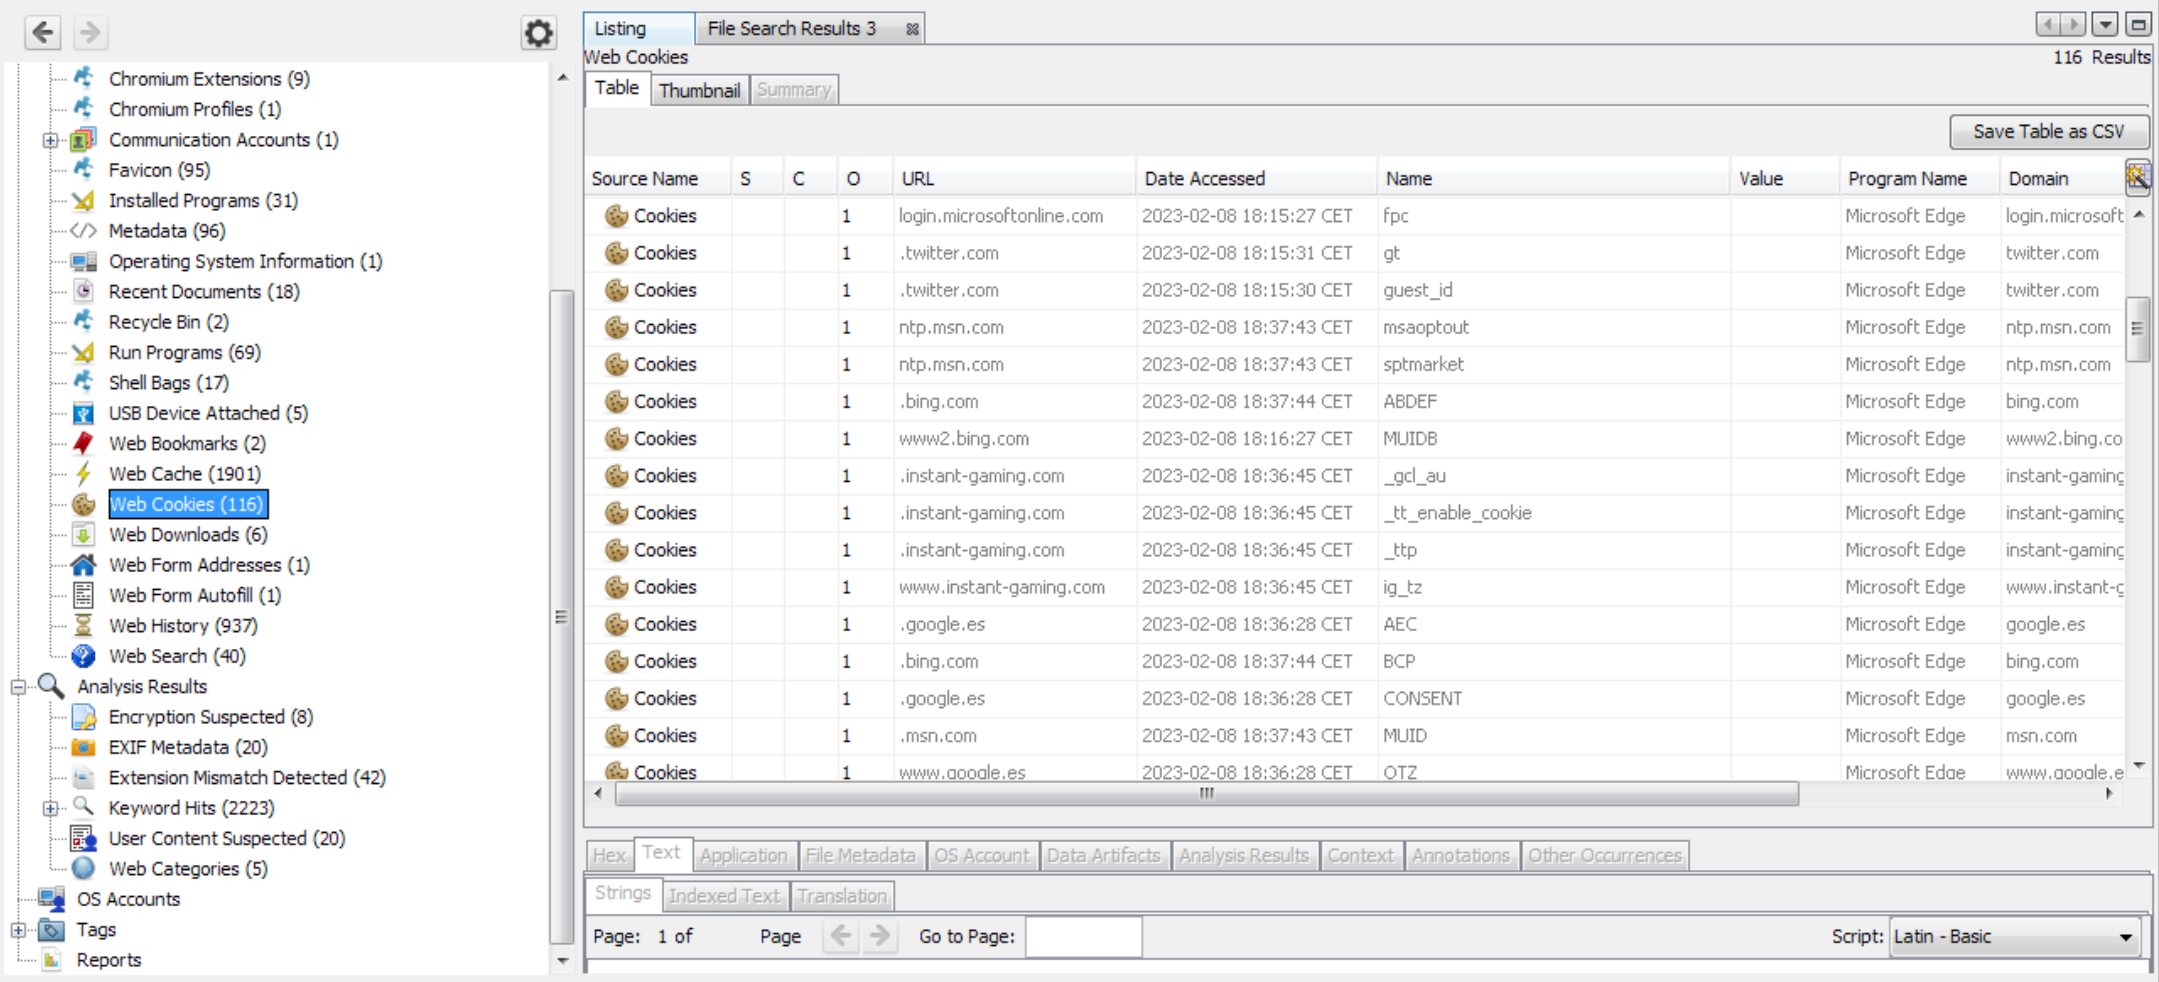 Chromium Extensions (9)
Chromium Profiles (1)
Communication Accounts (1)
Favicon (95)
Installed Programs (31)
Metadata (96)
Operating System Information (1)
Recent Documents (18)
Recycle Bin (2)
Run Programs (69)
Shell Bags (17)
USB Device Attached (5)
Web Bookmarks (2)
Web Cache (1901)
Web Cookies (116)
Web Downloads (6)
Web Form Addresses (1)
Web Form Autofill (1)
Web History (937)
Web Search (40)
Analysis Results
Encryption Suspected (8)
EXIF Metadata (20)
Extension Mismatch Detected (42)
Keyword Hits (2223)
User Content Suspected (20)
Web Categories (5)
OS Accounts
Tags
Reports
Listing File Search Results 3
Web Cookies 116 Results
Table Thumbnail Summary
Save Table as CSV
Source Name S C O URL Date Accessed Name Value Program Name Domain
Cookies 1 login.microsoftonline.com 2023-02-08 18:15:27 CET fpc Microsoft Edge login.microsoft
Cookies 1 .twitter.com 2023-02-08 18:15:31 CET gt Microsoft Edge twitter.com
Cookies 1 .twitter.com 2023-02-08 18:15:30 CET guest_id Microsoft Edge twitter.com
Cookies 1 ntp.msn.com 2023-02-08 18:37:43 CET msaoptout Microsoft Edge ntp.msn.com
Cookies 1 ntp.msn.com 2023-02-08 18:37:43 CET sptmarket Microsoft Edge ntp.msn.com
Cookies 1 .bing.com 2023-02-08 18:37:44 CET ABDEF Microsoft Edge bing.com
Cookies 1 www2.bing.com 2023-02-08 18:16:27 CET MUIDB Microsoft Edge www2.bing.co
Cookies 1 .instant-gaming.com 2023-02-08 18:36:45 CET _gcl_au Microsoft Edge instant-gaming
Cookies 1 .instant-gaming.com 2023-02-08 18:36:45 CET _tt_enable_cookie Microsoft Edge instant-gaming
Cookies 1 .instant-gaming.com 2023-02-08 18:36:45 CET _ttp Microsoft Edge instant-gaming
Cookies 1 www.instant-gaming.com 2023-02-08 18:36:45 CET ig_tz Microsoft Edge www.instant-g
Cookies 1 .google.es 2023-02-08 18:36:28 CET AEC Microsoft Edge google.es
Cookies 1 .bing.com 2023-02-08 18:37:44 CET BCP Microsoft Edge bing.com
Cookies 1 .google.es 2023-02-08 18:36:28 CET CONSENT Microsoft Edge google.es
Cookies 1 .msn.com 2023-02-08 18:37:43 CET MUID Microsoft Edge msn.com
Cookies 1 www.google.es 2023-02-08 18:36:28 CET OTZ Microsoft Edge www.google.e
Hex Text Application File Metadata OS Account Data Artifacts Analysis Results Context Annotations Other Occurrences
Strings Indexed Text Translation
Page: 1 of Page Go to Page: Script: Latin - Basic